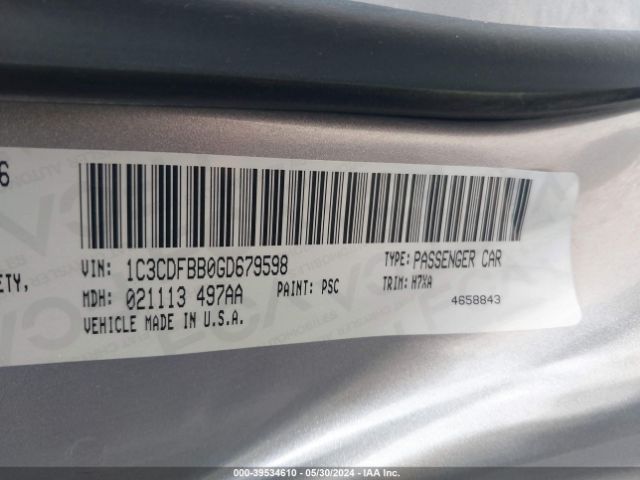 6
VIN: 1C3CDFBB0GD679598
TYPE: PASSENGER CAR
ETY,
MDH: 021113 497AA
PAINT: PSC
TRIM: H7XA
VEHICLE MADE IN U.S.A.
4658843
000-39534610 - 05/30/2024 - IAA Inc.